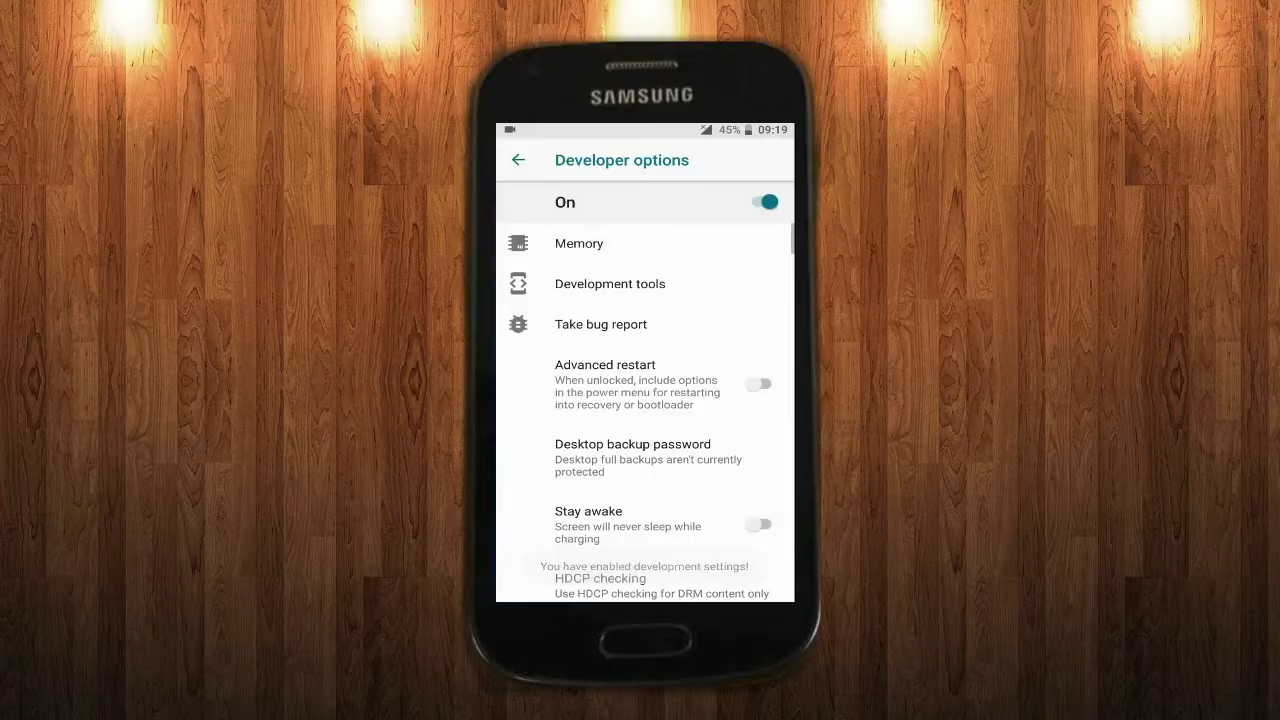 SAMSUNG
45% 09:19
Developer options
On
Memory
Development tools
Take bug report
Advanced restart
When unlocked, include options
in the power menu for restarting
into recovery or bootloader
Desktop backup password
Desktop full backups aren't currently
protected
Stay awake
Screen will never sleep while
charging
You have enabled development settings!
HDCP checking
Use HDCP checking for DRM content only